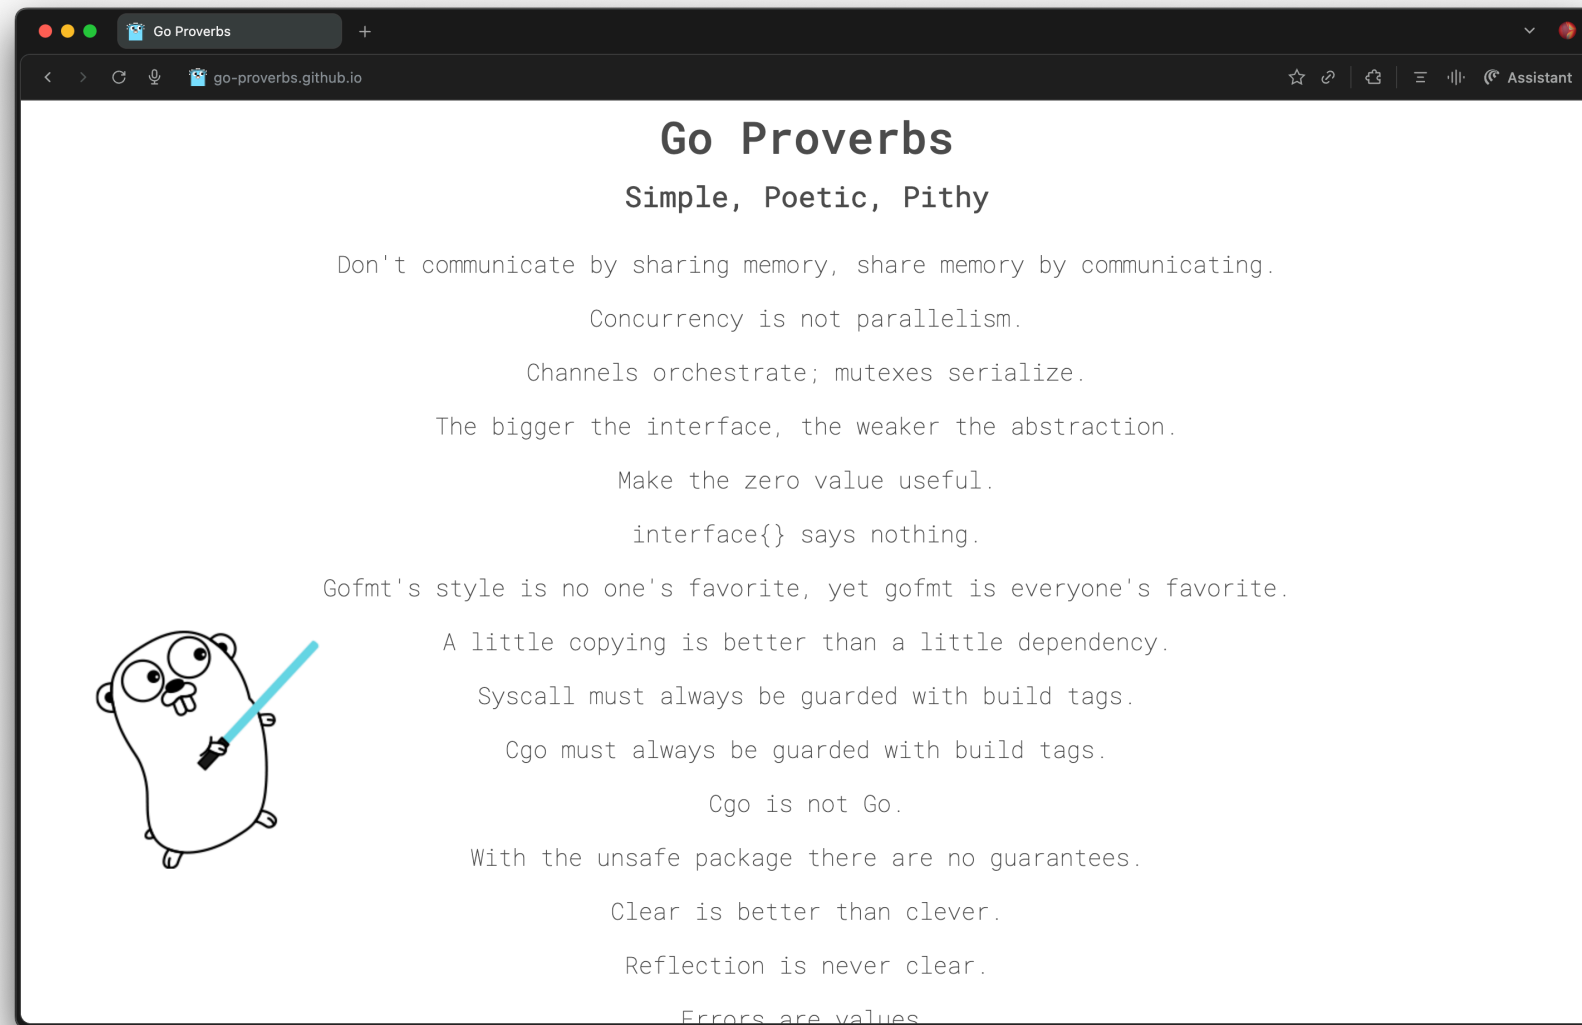 Go Proverbs
go-proverbs.github.io
Assistant
Go Proverbs
Simple, Poetic, Pithy
Don't communicate by sharing memory, share memory by communicating.
Concurrency is not parallelism.
Channels orchestrate; mutexes serialize.
The bigger the interface, the weaker the abstraction.
Make the zero value useful.
interface{} says nothing.
Gofmt's style is no one's favorite, yet gofmt is everyone's favorite.
A little copying is better than a little dependency.
Syscall must always be guarded with build tags.
Cgo must always be guarded with build tags.
Cgo is not Go.
With the unsafe package there are no guarantees.
Clear is better than clever.
Reflection is never clear.
Errors are values